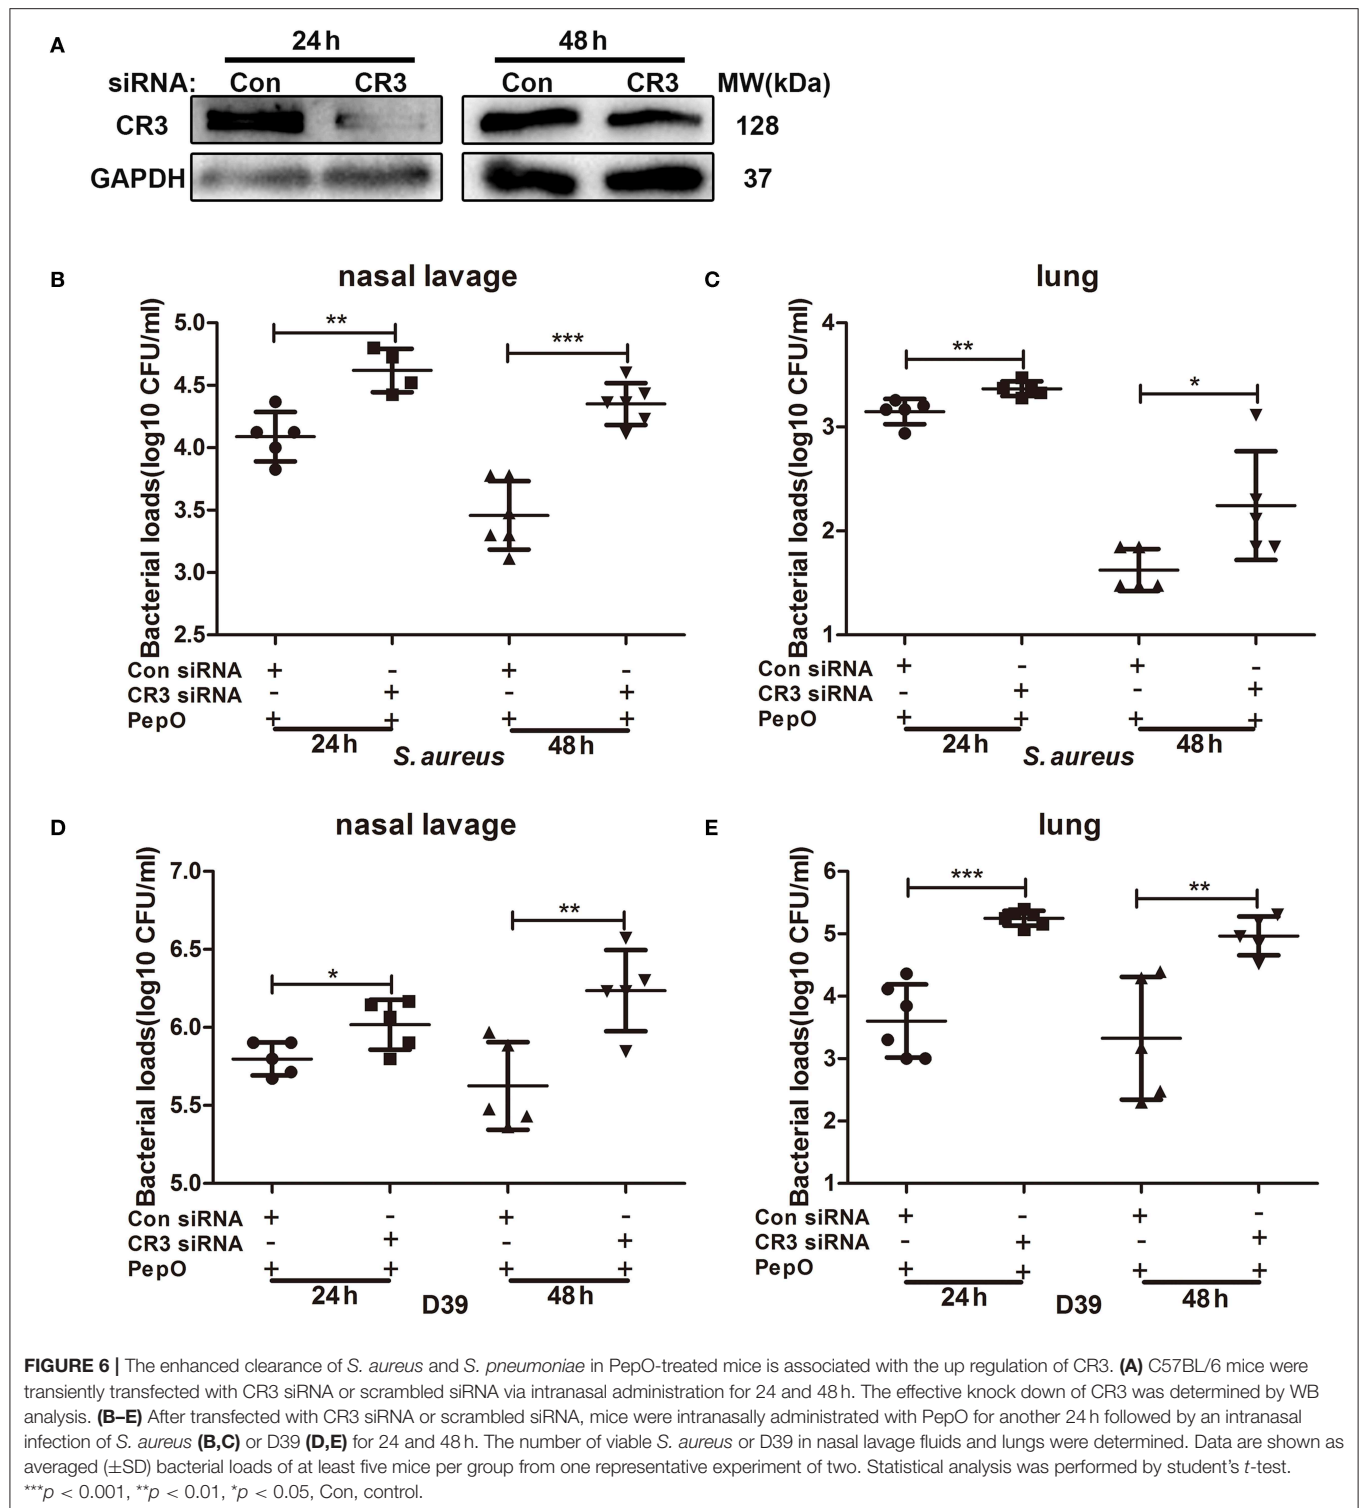 A
24 h 48 h
siRNA: Con CR3 Con CR3 MW(kDa)
CR3 128
GAPDH 37
B
nasal lavage
Bacterial loads(log10 CFU/ml)
5.0
4.5
4.0
3.5
3.0
2.5
** ***
Con siRNA + - + -
CR3 siRNA - + - +
PepO + + + +
24 h 48 h
S. aureus
C
lung
Bacterial loads(log10 CFU/ml)
4
3
2
1
** *
Con siRNA + - + -
CR3 siRNA - + - +
PepO + + + +
24 h 48 h
S. aureus
D
nasal lavage
Bacterial loads(log10 CFU/ml)
7.0
6.5
6.0
5.5
5.0
* **
Con siRNA + - + -
CR3 siRNA - + - +
PepO + + + +
24 h 48 h
D39
E
lung
Bacterial loads(log10 CFU/ml)
6
5
4
3
2
1
*** **
Con siRNA + - + -
CR3 siRNA - + - +
PepO + + + +
24 h 48 h
D39
FIGURE 6 | The enhanced clearance of S. aureus and S. pneumoniae in PepO-treated mice is associated with the up regulation of CR3. (A) C57BL/6 mice were
transiently transfected with CR3 siRNA or scrambled siRNA via intranasal administration for 24 and 48 h. The effective knock down of CR3 was determined by WB
analysis. (B–E) After transfected with CR3 siRNA or scrambled siRNA, mice were intranasally administrated with PepO for another 24 h followed by an intranasal
infection of S. aureus (B,C) or D39 (D,E) for 24 and 48 h. The number of viable S. aureus or D39 in nasal lavage fluids and lungs were determined. Data are shown as
averaged (±SD) bacterial loads of at least five mice per group from one representative experiment of two. Statistical analysis was performed by student's t-test.
***p < 0.001, **p < 0.01, *p < 0.05, Con, control.